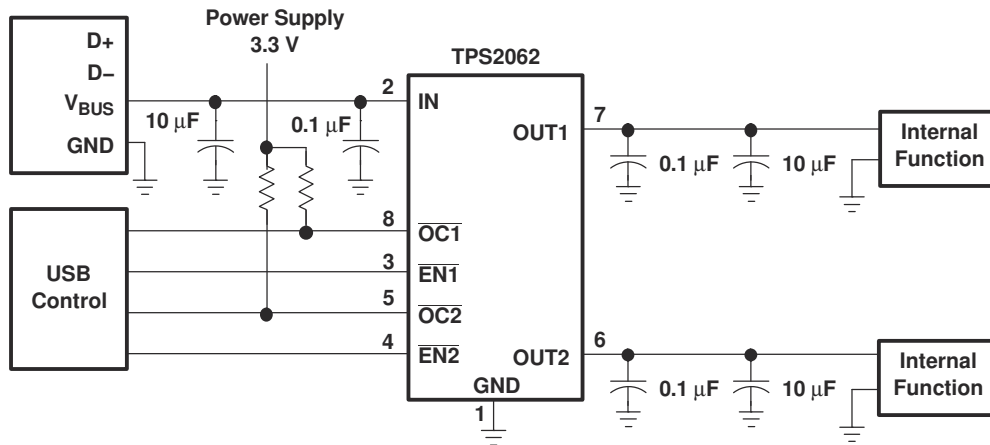 Power Supply
3.3 V
TPS2062
D+
D−
V_BUS
GND
10 μF
0.1 μF
2
IN
7
OUT1
0.1 μF
10 μF
Internal
Function
USB
Control
8
OC1
3
EN1
5
OC2
4
EN2
6
OUT2
0.1 μF
10 μF
Internal
Function
GND
1